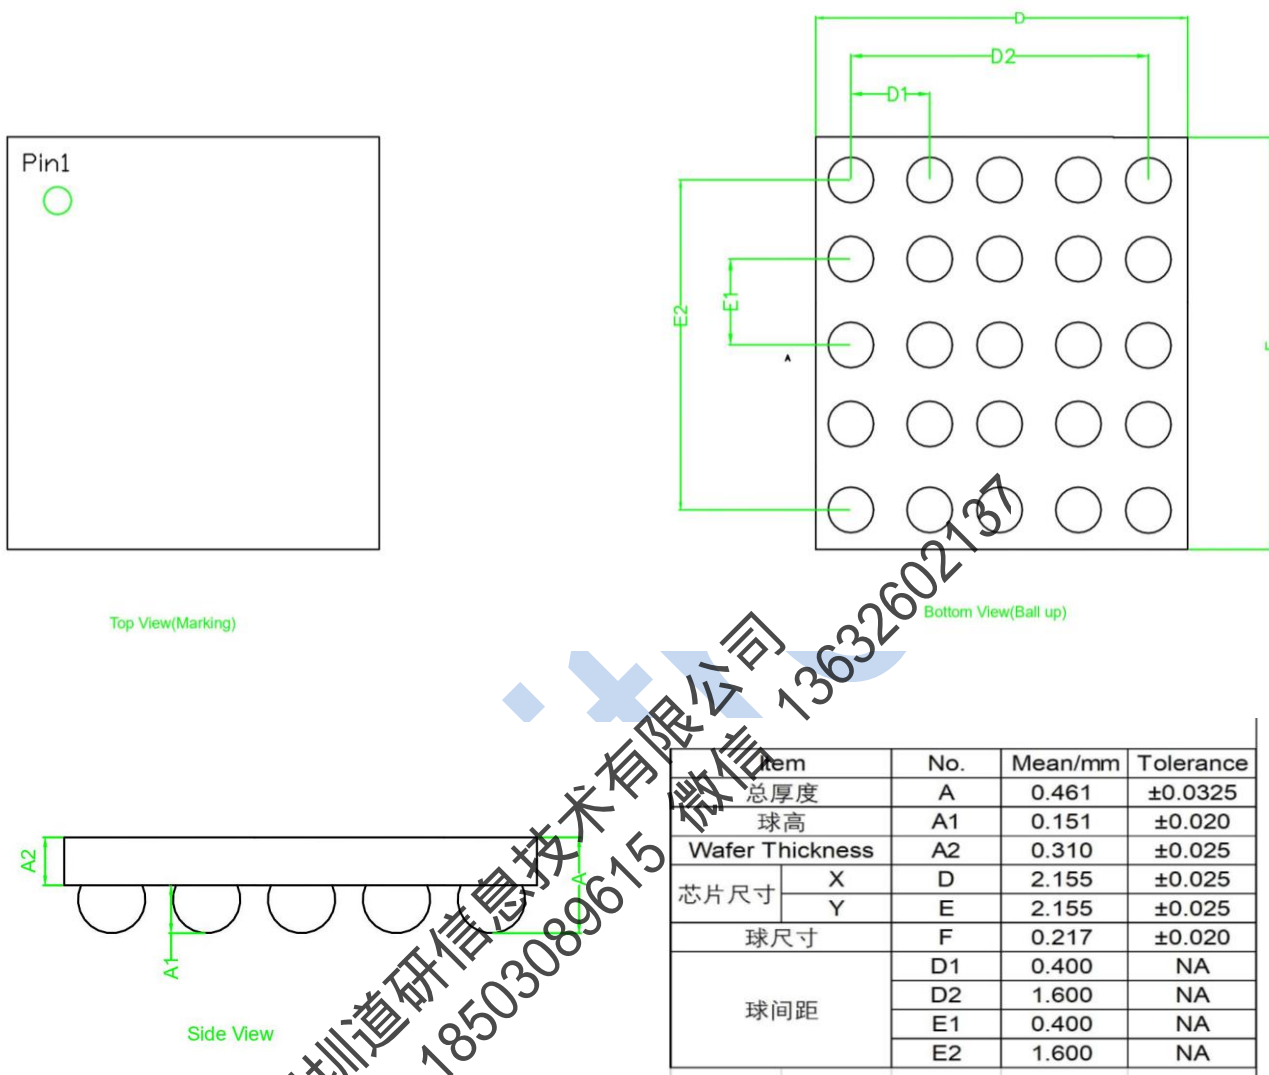 D
D2
D1
Pin1
E2
E1
A
Top View(Marking)
Bottom View(Ball up)
圳道研信息技术有限公司
18503089615 微信 13632602137
A2
A
A1
Side View
Item No. Mean/mm Tolerance
总厚度 A 0.461 ±0.0325
球高 A1 0.151 ±0.020
Wafer Thickness A2 0.310 ±0.025
芯片尺寸 X D 2.155 ±0.025
Y E 2.155 ±0.025
球尺寸 F 0.217 ±0.020
球间距 D1 0.400 NA
D2 1.600 NA
E1 0.400 NA
E2 1.600 NA